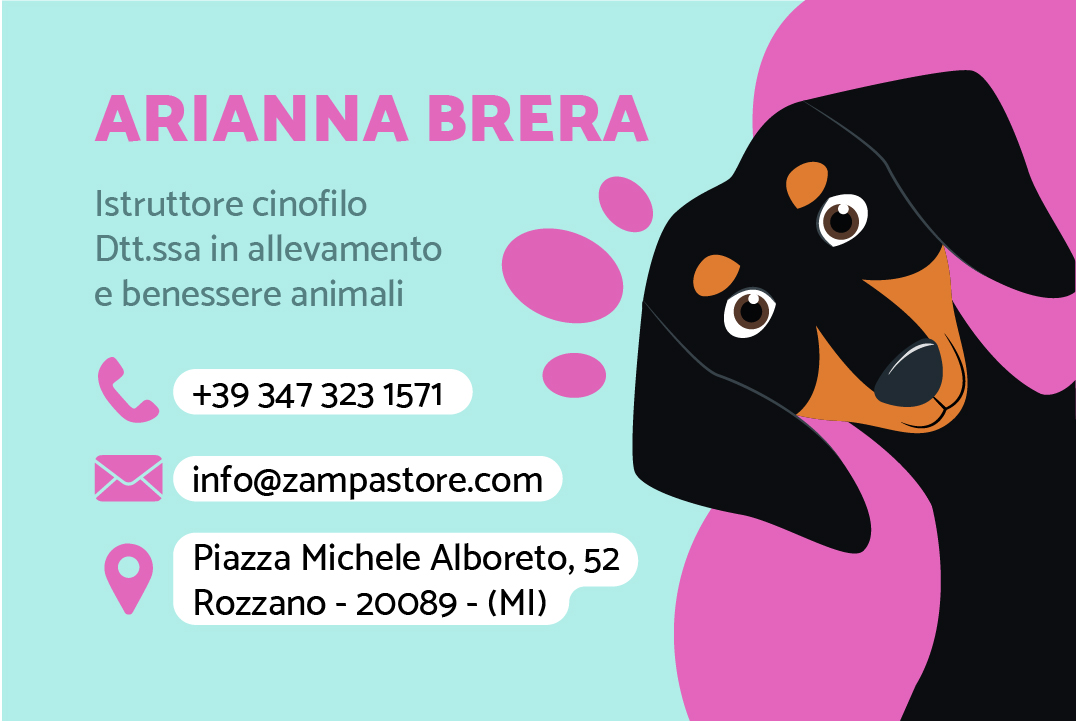 ARIANNA BRERA
Istruttore cinofilo
Dtt.ssa in allevamento
e benessere animali
+39 347 323 1571
info@zampastore.com
Piazza Michele Alboreto, 52
Rozzano - 20089 - (MI)